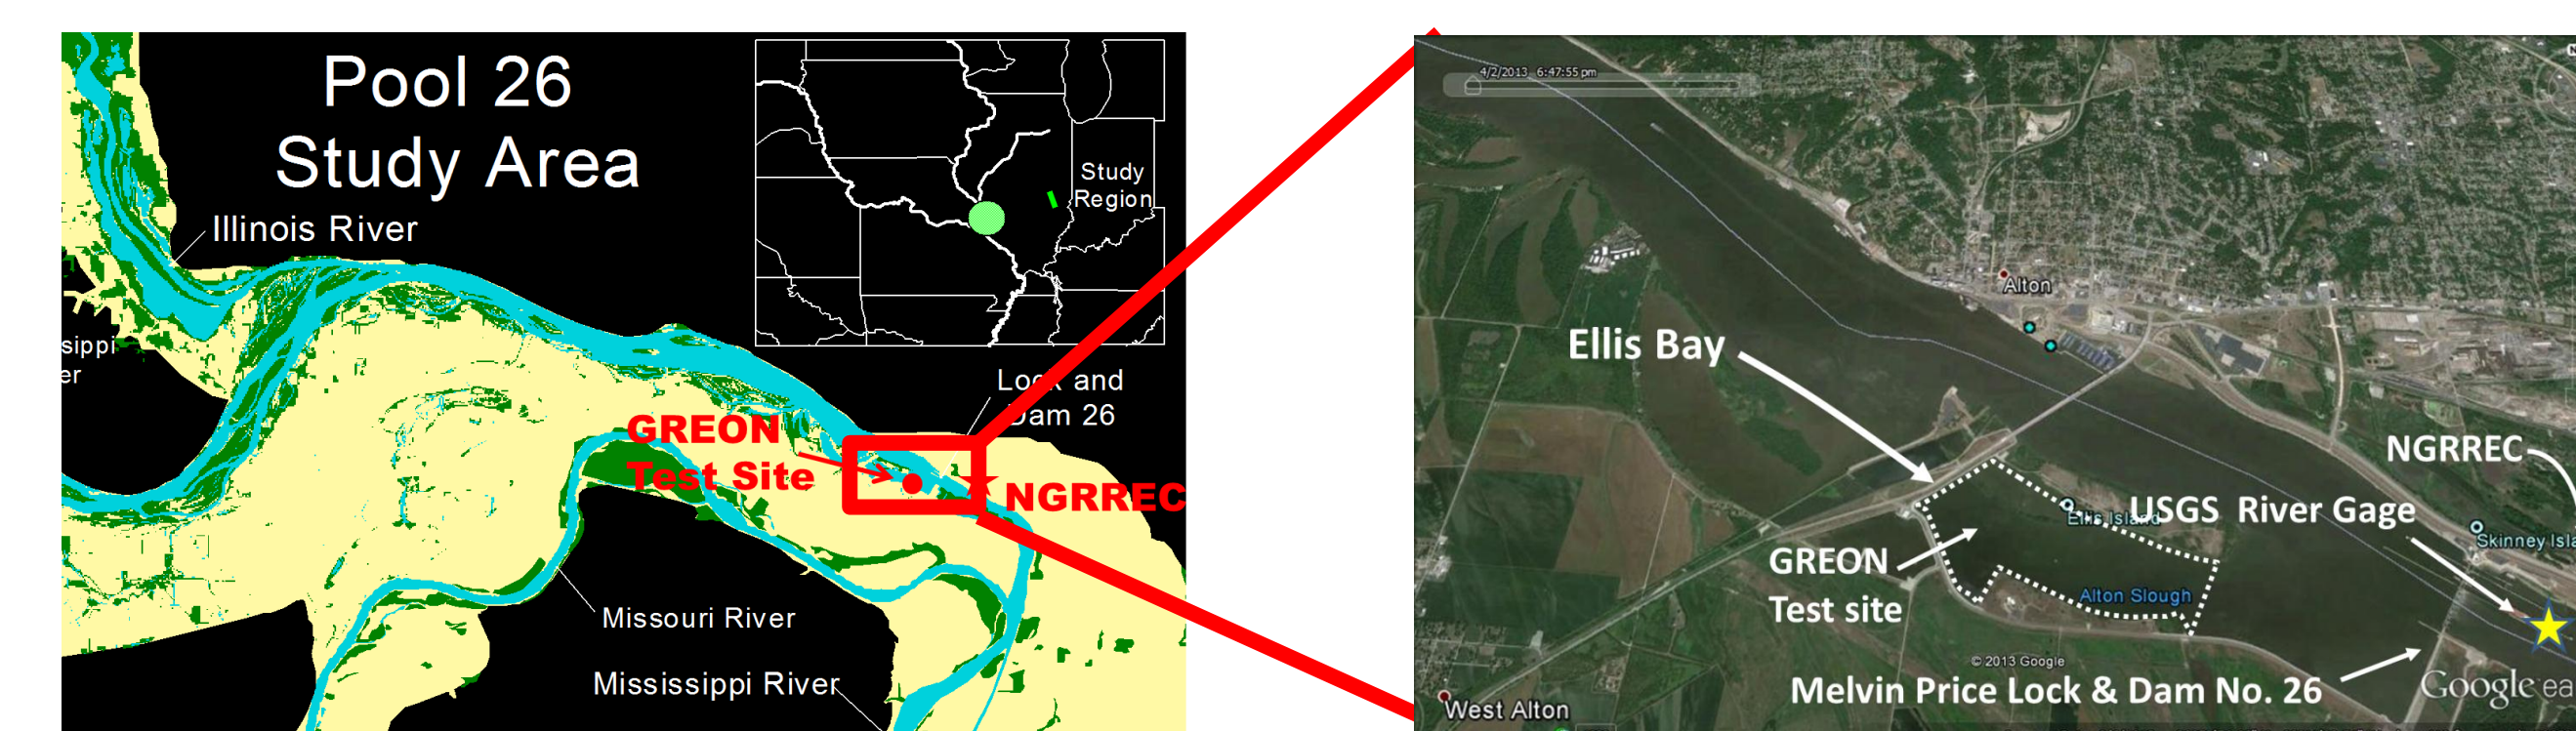 Pool 26
Study Area
Illinois River
Study
Region
sippi
er
Lock and
Dam 26
GREON
Test Site
NGRREC
Missouri River
Mississippi River
4/2/2013 6:47:55 pm
Alton
Ellis Bay
NGRREC
Ellis Island
USGS River Gage
Skinney Isla
GREON
Test site
Alton Slough
© 2013 Google
Melvin Price Lock & Dam No. 26
Google ea
West Alton